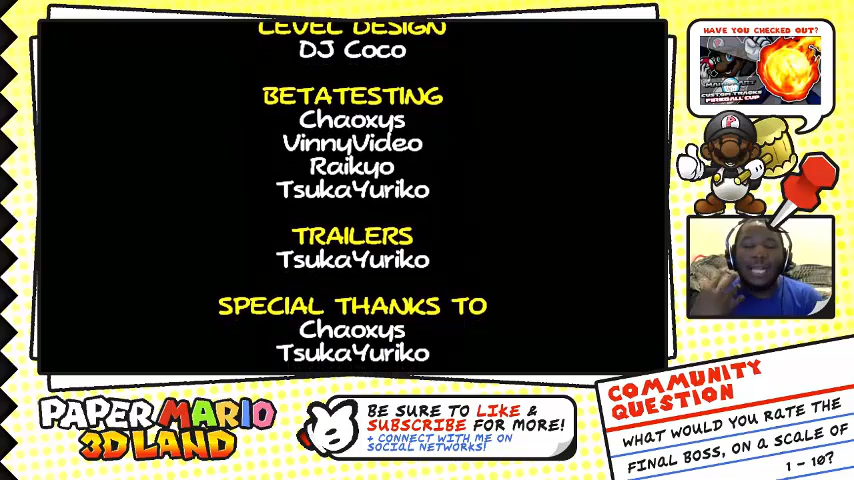 LEVEL DESIGN
DJ Coco
BETATESTING
Chaoxys
VinnyVideo
Raikyo
TsukaYuriko
TRAILERS
TsukaYuriko
SPECIAL THANKS TO
Chaoxys
TsukaYuriko
HAVE YOU CHECKED OUT?
CUSTOM TRACKS
FIREBALL CUP
PAPER MARIO
3D LAND
BE SURE TO LIKE &
SUBSCRIBE FOR MORE!
+ CONNECT WITH ME ON
SOCIAL NETWORKS!
COMMUNITY
QUESTION
WHAT WOULD YOU RATE THE
FINAL BOSS, ON A SCALE OF
1 - 10?